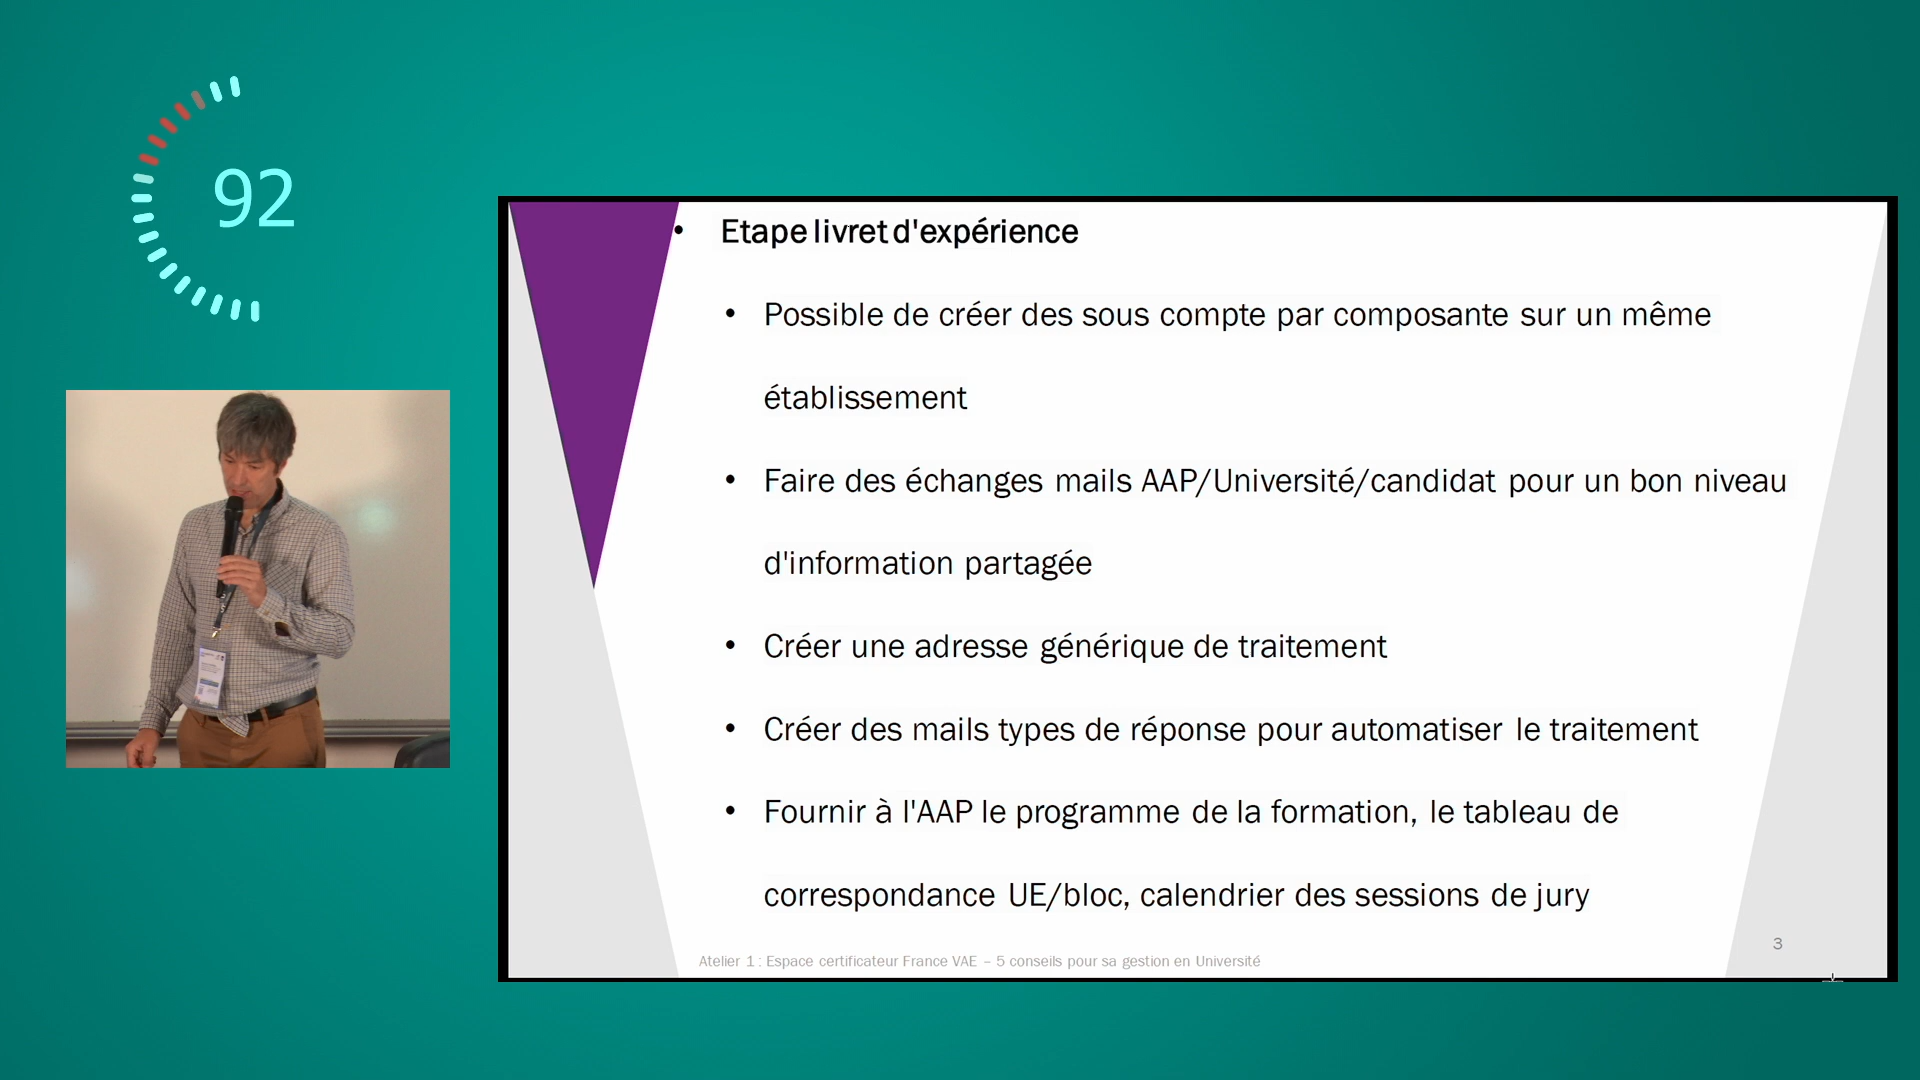 92
• Etape livret d'expérience
• Possible de créer des sous compte par composante sur un même
établissement
• Faire des échanges mails AAP/Université/candidat pour un bon niveau
d'information partagée
• Créer une adresse générique de traitement
• Créer des mails types de réponse pour automatiser le traitement
• Fournir à l'AAP le programme de la formation, le tableau de
correspondance UE/bloc, calendrier des sessions de jury
3
Atelier 1 : Espace certificateur France VAE – 5 conseils pour sa gestion en Université